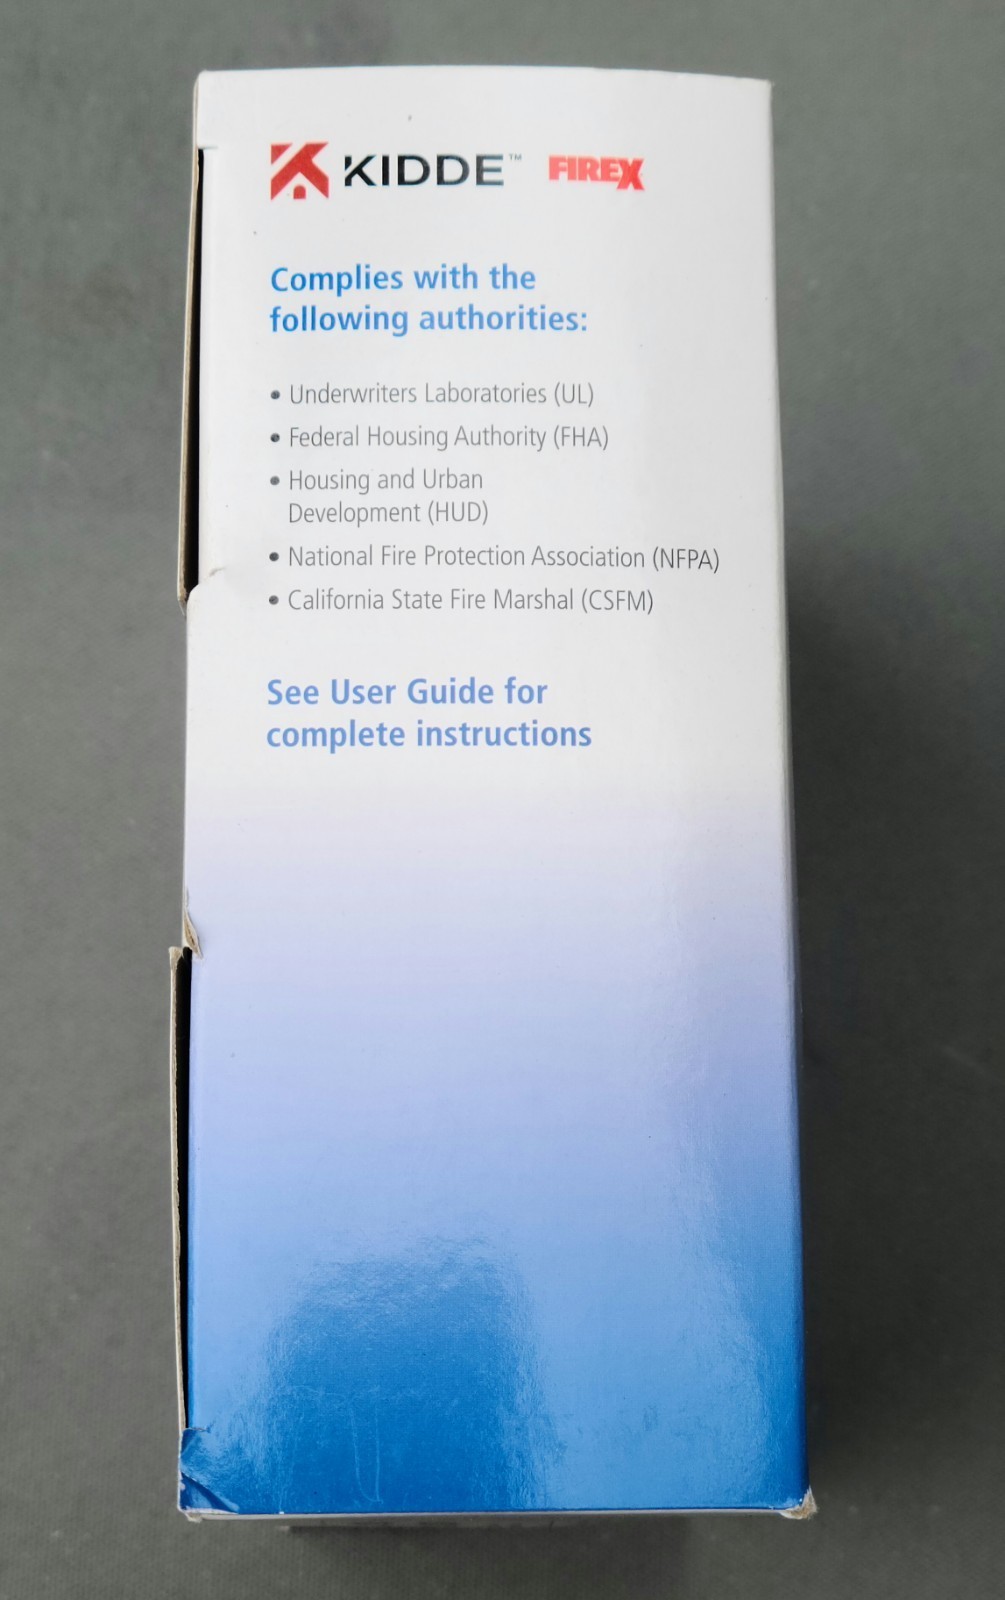 KIDDE™ FIREX
Complies with the
following authorities:
• Underwriters Laboratories (UL)
• Federal Housing Authority (FHA)
• Housing and Urban
Development (HUD)
• National Fire Protection Association (NFPA)
• California State Fire Marshal (CSFM)
See User Guide for
complete instructions